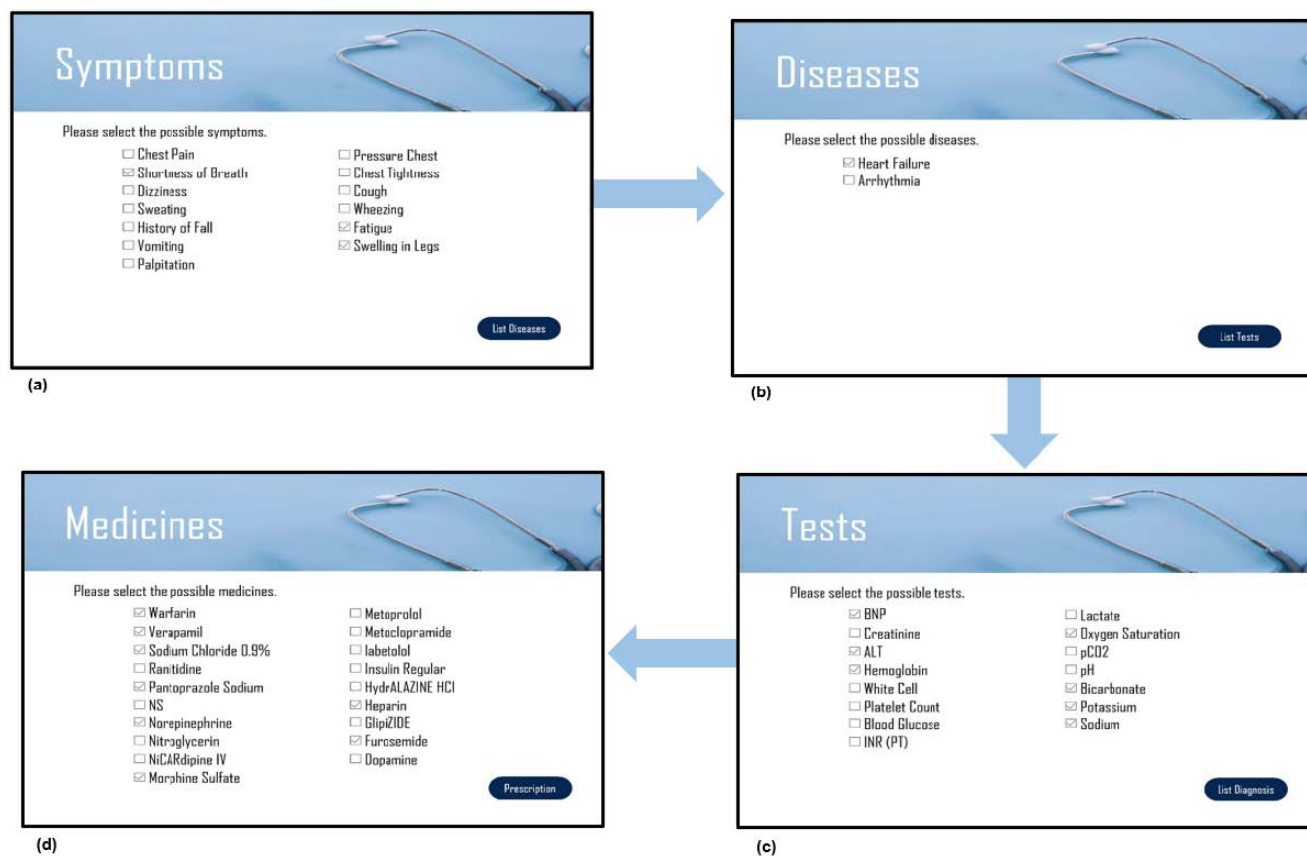 Symptoms
Please select the possible symptoms.
Chest Pain
Shortness of Breath
Dizziness
Sweating
History of Fall
Vomiting
Palpitation
Pressure Chest
Chest Tightness
Cough
Wheezing
Fatigue
Swelling in Legs
List Diseases
(a)
Diseases
Please select the possible diseases.
Heart Failure
Arrhythmia
List Tests
(b)
Tests
Please select the possible tests.
BNP
Creatinine
ALT
Hemoglobin
White Cell
Platelet Count
Blood Glucose
INR (PT)
Lactate
Oxygen Saturation
pCO2
pH
Bicarbonate
Potassium
Sodium
List Diagnosis
(c)
Medicines
Please select the possible medicines.
Warfarin
Verapamil
Sodium Chloride 0.9%
Ranitidine
Pantoprazole Sodium
NS
Norepinephrine
Nitroglycerin
NiCARdipine IV
Morphine Sulfate
Metoprolol
Metoclopramide
labetolol
Insulin Regular
HydrALAZINE HCl
Heparin
GlipiZIDE
Furosemide
Dopamine
Prescription
(d)